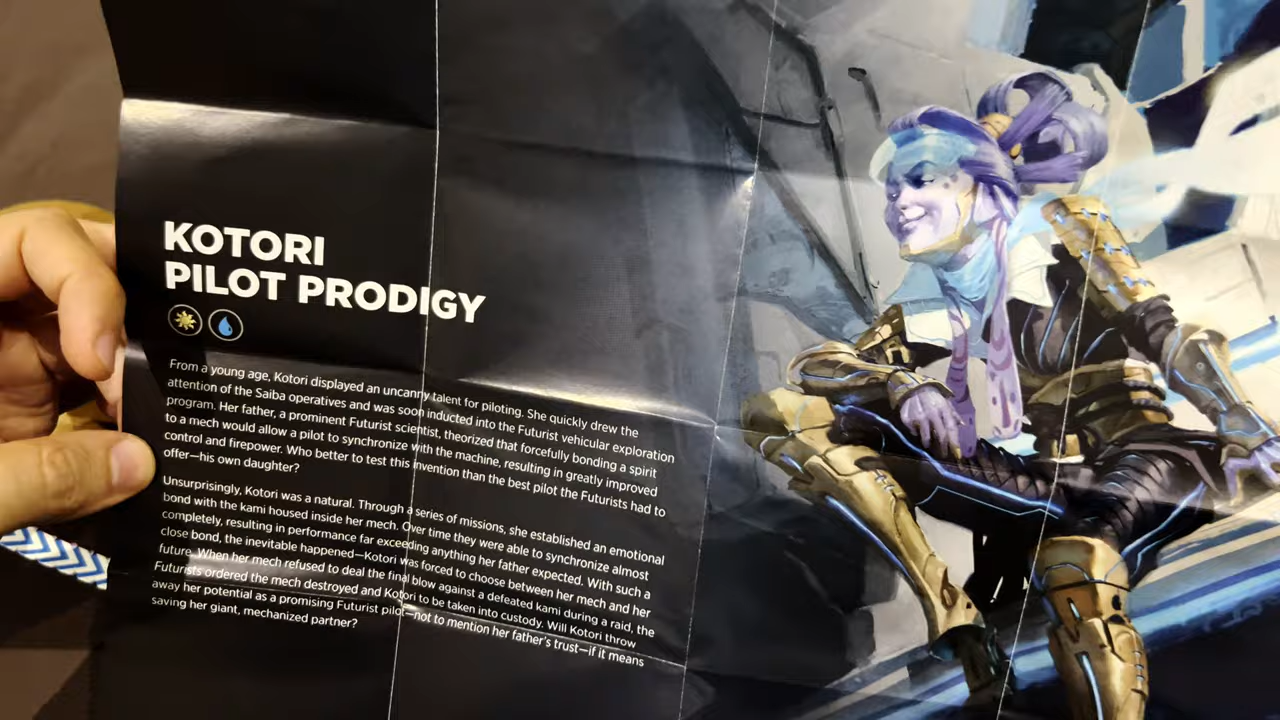 KOTORI
PILOT PRODIGY
From a young age, Kotori displayed an uncanny talent for piloting. She quickly drew the
attention of the Saiba operatives and was soon inducted into the Futurist vehicular exploration
program. Her father, a prominent Futurist scientist, theorized that forcefully bonding a spirit
to a mech would allow a pilot to synchronize with the machine, resulting in greatly improved
control and firepower. Who better to test this invention than the best pilot the Futurists had to
offer—his own daughter?
Unsurprisingly, Kotori was a natural. Through a series of missions, she established an emotional
bond with the kami housed inside her mech. Over time they were able to synchronize almost
completely, resulting in performance far exceeding anything her father expected. With such a
close bond, the inevitable happened—Kotori was forced to choose between her mech and her
future. When her mech refused to deal the final blow against a defeated kami during a raid, the
Futurists ordered the mech destroyed and Kotori to be taken into custody. Will Kotori throw
away her potential as a promising Futurist pilot—not to mention her father's trust—if it means
saving her giant, mechanized partner?